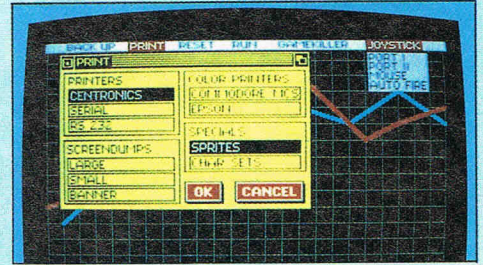 BACK UP PRINT RESET RUN GAMEKILLER JOYSTICK
PORT I
PORT II
MOUSE
AUTO FIRE
PRINT
PRINTERS
CENTRONICS
SERIAL
RS 232
SCREENDUMPS
LARGE
SMALL
BANNER
COLOR PRINTERS
COMMODORE MCS
EPSON
SPECIALS
SPRITES
CHAR SETS
OK CANCEL